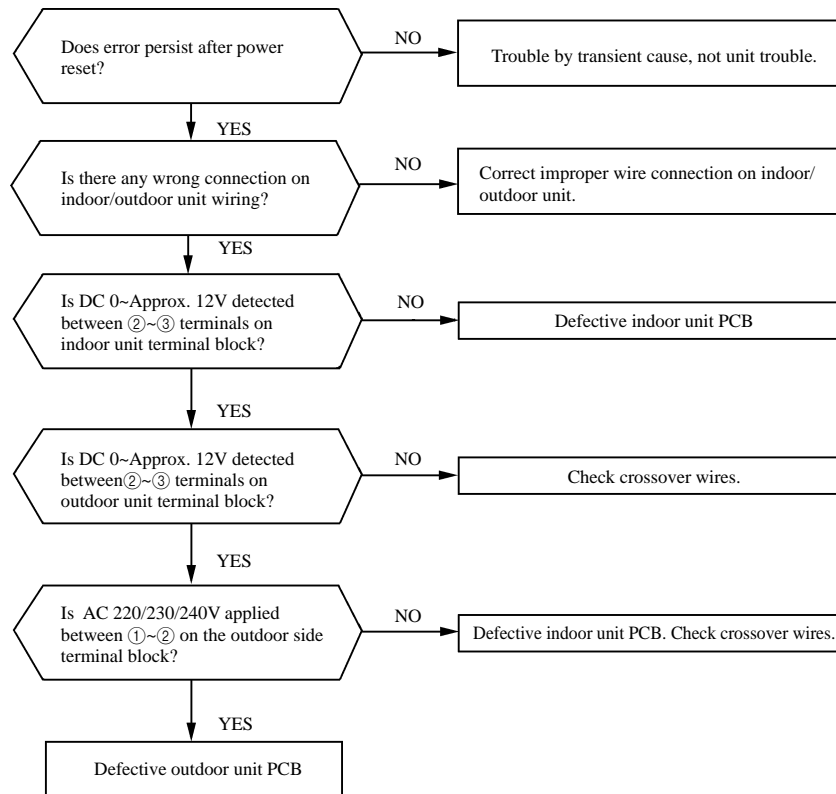 Does error persist after power
reset?
NO
Trouble by transient cause, not unit trouble.
YES
Is there any wrong connection on
indoor/outdoor unit wiring?
NO
Correct improper wire connection on indoor/
outdoor unit.
YES
Is DC 0~Approx. 12V detected
between ②~③ terminals on
indoor unit terminal block?
NO
Defective indoor unit PCB
YES
Is DC 0~Approx. 12V detected
between②~③ terminals on
outdoor unit terminal block?
NO
Check crossover wires.
YES
Is AC 220/230/240V applied
between ①~② on the outdoor side
terminal block?
NO
Defective indoor unit PCB. Check crossover wires.
YES
Defective outdoor unit PCB